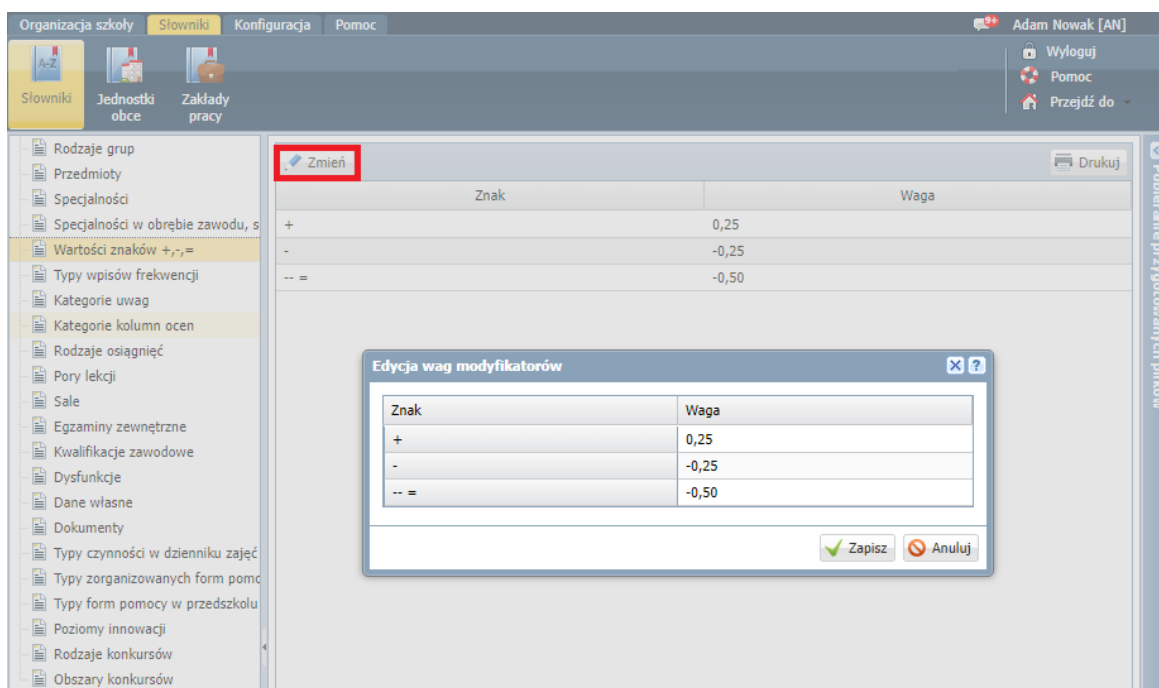 Organizacja szkoły Słowniki Konfiguracja Pomoc 9+ Adam Nowak [AN]
A-Z
Słowniki
Jednostki obce
Zakłady pracy
Wyloguj
Pomoc
Przejdź do
Rodzaje grup
Przedmioty
Specjalności
Specjalności w obrębie zawodu, s
Wartości znaków +,-,=
Typy wpisów frekwencji
Kategorie uwag
Kategorie kolumn ocen
Rodzaje osiągnięć
Pory lekcji
Sale
Egzaminy zewnętrzne
Kwalifikacje zawodowe
Dysfunkcje
Dane własne
Dokumenty
Typy czynności w dzienniku zajęć
Typy zorganizowanych form pomo
Typy form pomocy w przedszkolu
Poziomy innowacji
Rodzaje konkursów
Obszary konkursów
Zmień Drukuj
Znak Waga
+ 0,25
- -0,25
-- = -0,50
Edycja wag modyfikatorów
Znak Waga
+ 0,25
- -0,25
-- = -0,50
Zapisz Anuluj
Pobieranie przygotowanych plików